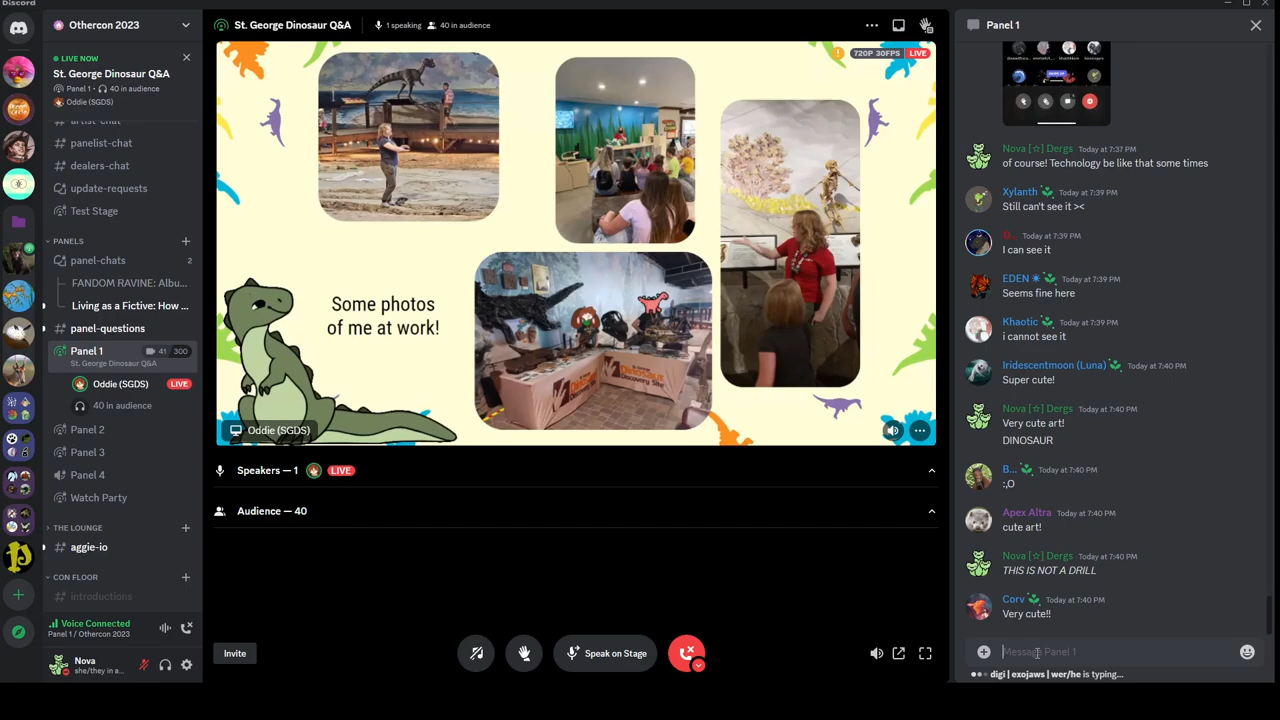 Discord
Othercon 2023
LIVE NOW
St. George Dinosaur Q&A
Panel 1 • 40 in audience
Oddie (SGDS)
artist-chat
panelist-chat
dealers-chat
update-requests
Test Stage
PANELS
panel-chats 2
FANDOM RAVINE: Albu...
Living as a Fictive: How ...
panel-questions
Panel 1 41 300
St. George Dinosaur Q&A
Oddie (SGDS) LIVE
40 in audience
Panel 2
Panel 3
Panel 4
Watch Party
THE LOUNGE
aggie-io
CON FLOOR
introductions
Voice Connected
Panel 1 / Othercon 2023
Nova
she/they in a...
St. George Dinosaur Q&A 1 speaking 40 in audience
720P 30FPS LIVE
Some photos
of me at work!
Dinosaur
Oddie (SGDS)
Speakers — 1 LIVE
Audience — 40
Invite
Speak on Stage
Panel 1
Nova [☆] Dergs Today at 7:37 PM
of course! Technology be like that some times
Xylanth Today at 7:39 PM
Still can't see it ><
Today at 7:39 PM
I can see it
EDEN ☀ Today at 7:39 PM
Seems fine here
Khaotic Today at 7:39 PM
i cannot see it
Iridescentmoon (Luna) Today at 7:40 PM
Super cute!
Nova [☆] Dergs Today at 7:40 PM
Very cute art!
DINOSAUR
B... Today at 7:40 PM
:,O
Apex Altra Today at 7:40 PM
cute art!
Nova [☆] Dergs Today at 7:40 PM
THIS IS NOT A DRILL
Corv Today at 7:40 PM
Very cute!!
Message Panel 1
digi | exojaws | wer/he is typing...